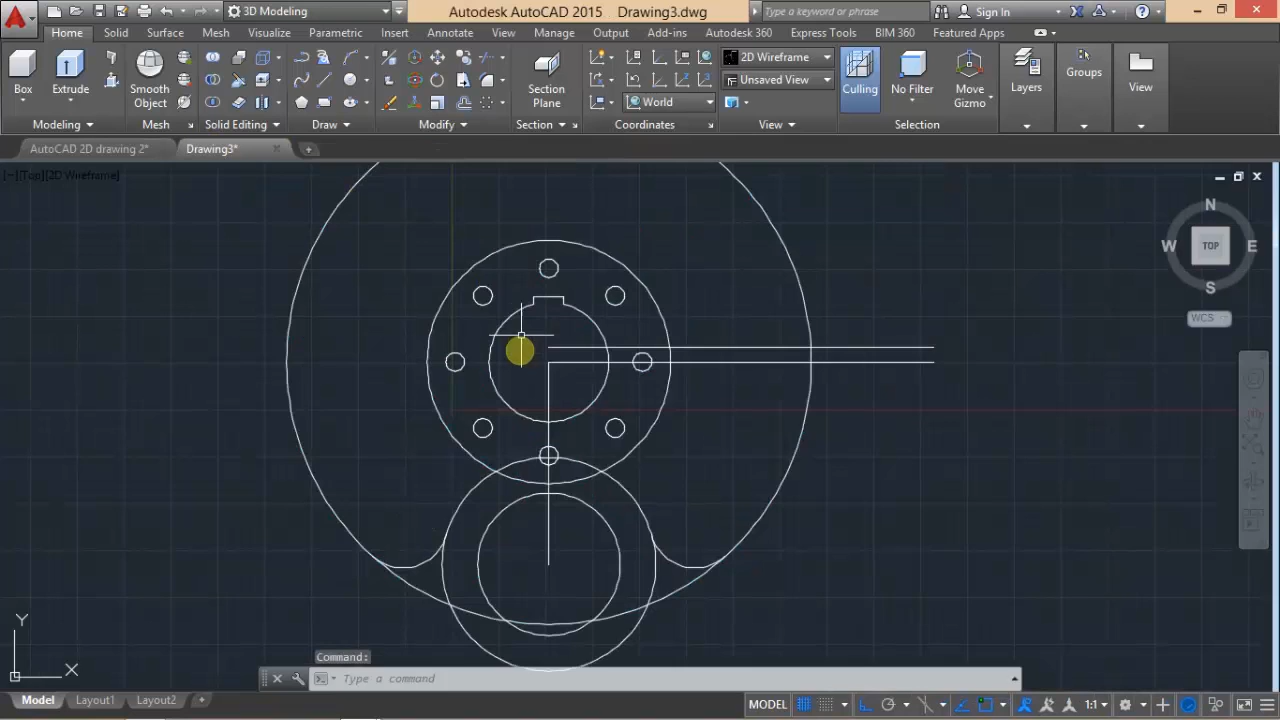 3D Modeling
Autodesk AutoCAD 2015 Drawing3.dwg
Type a keyword or phrase
Sign In
Home Solid Surface Mesh Visualize Parametric Insert Annotate View Manage Output Add-ins Autodesk 360 Express Tools BIM 360 Featured Apps
2D Wireframe
Unsaved View
World
Box Extrude Smooth Object Section Plane Culling No Filter Move Gizmo Layers Groups View
Modeling Mesh Solid Editing Draw Modify Section Coordinates View Selection
AutoCAD 2D drawing 2* Drawing3*
[−][Top][2D Wireframe]
N
W TOP E
S
WCS
Y
X
Command:
Type a command
Model Layout1 Layout2 +
MODEL 1:1